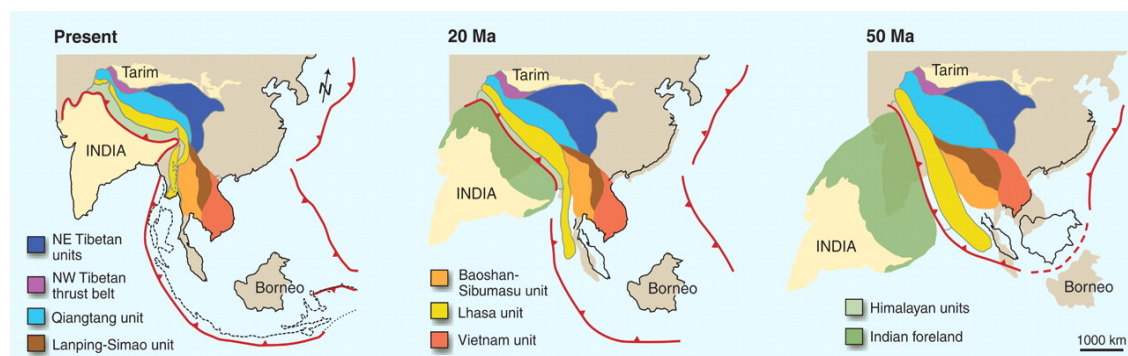 Present
Tarim
N
INDIA
Borneo
NE Tibetan
units
NW Tibetan
thrust belt
Qiangtang unit
Lanping-Simao unit
20 Ma
Tarim
INDIA
Borneo
Baoshan-
Sibumasu unit
Lhasa unit
Vietnam unit
50 Ma
Tarim
INDIA
Borneo
Himalayan units
Indian foreland
1000 km